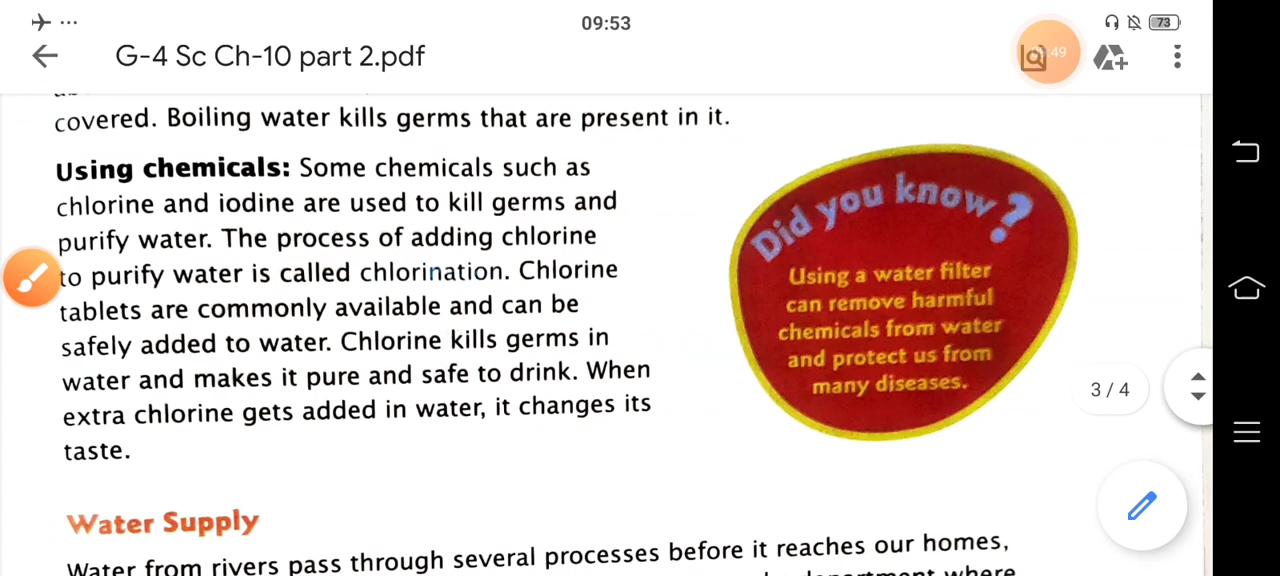 09:53
73
G-4 Sc Ch-10 part 2.pdf
:49
covered. Boiling water kills germs that are present in it.
Using chemicals: Some chemicals such as
chlorine and iodine are used to kill germs and
purify water. The process of adding chlorine
to purify water is called chlorination. Chlorine
tablets are commonly available and can be
safely added to water. Chlorine kills germs in
water and makes it pure and safe to drink. When
extra chlorine gets added in water, it changes its
taste.
Did you know?
Using a water filter
can remove harmful
chemicals from water
and protect us from
many diseases.
3 / 4
Water Supply
Water from rivers pass through several processes before it reaches our homes,
department where